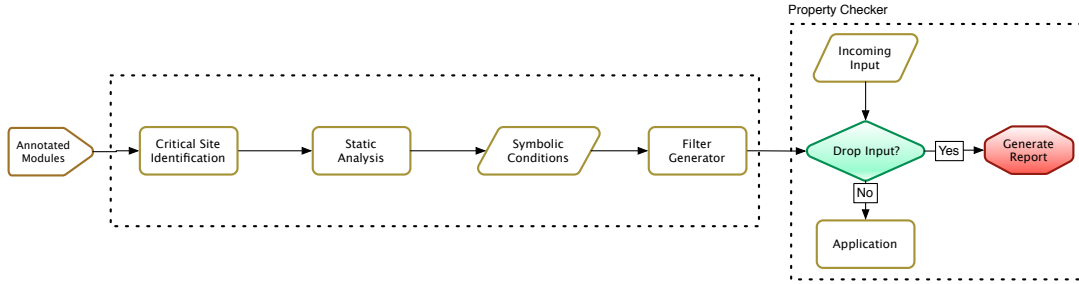 Property Checker
Incoming
Input
Annotated
Modules
Critical Site
Identification
Static
Analysis
Symbolic
Conditions
Filter
Generator
Drop Input?
Yes
Generate
Report
No
Application